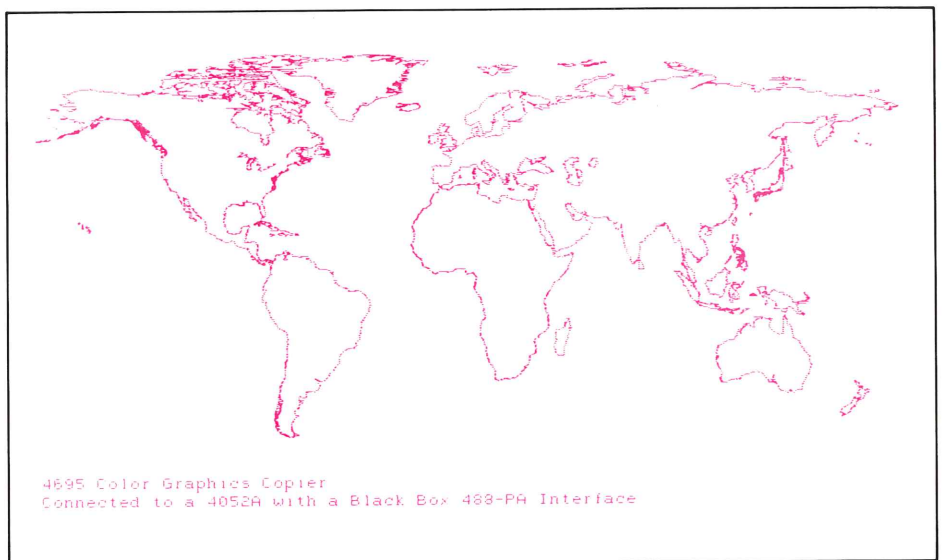 4695 Color Graphics Copier
Connected to a 4052A with a Black Box 488-PA Interface